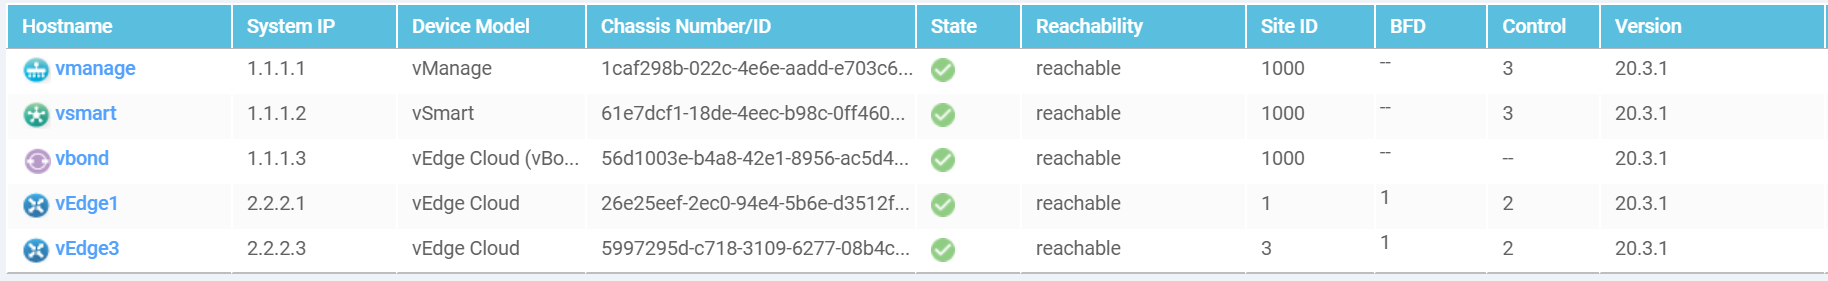 Hostname System IP Device Model Chassis Number/ID State Reachability Site ID BFD Control Version
vmanage 1.1.1.1 vManage 1caf298b-022c-4e6e-aadd-e703c6... reachable 1000 -- 3 20.3.1
vsmart 1.1.1.2 vSmart 61e7dcf1-18de-4eec-b98c-0ff460... reachable 1000 -- 3 20.3.1
vbond 1.1.1.3 vEdge Cloud (vBo... 56d1003e-b4a8-42e1-8956-ac5d4... reachable 1000 -- -- 20.3.1
vEdge1 2.2.2.1 vEdge Cloud 26e25eef-2ec0-94e4-5b6e-d3512f... reachable 1 1 2 20.3.1
vEdge3 2.2.2.3 vEdge Cloud 5997295d-c718-3109-6277-08b4c... reachable 3 1 2 20.3.1